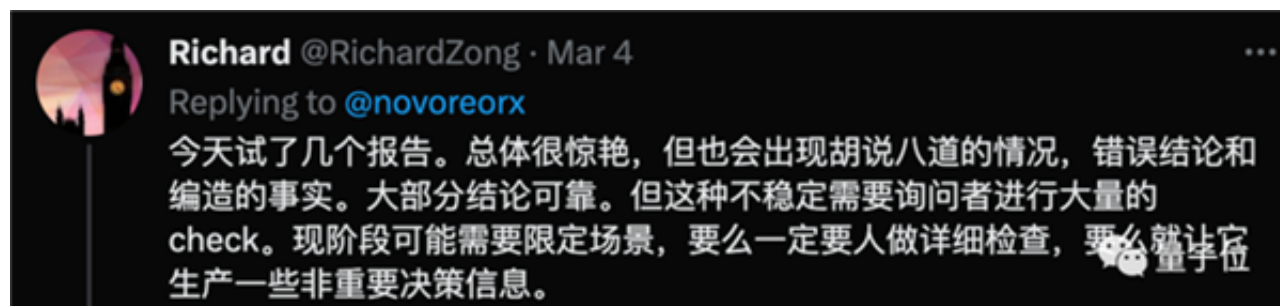 Richard @RichardZong · Mar 4
Replying to @novoreorx
今天试了几个报告。总体很惊艳，但也会出现胡说八道的情况，错误结论和
编造的事实。大部分结论可靠。但这种不稳定需要询问者进行大量的
check。现阶段可能需要限定场景，要么一定要人做详细检查，要么就让它
生产一些非重要决策信息。
量子位